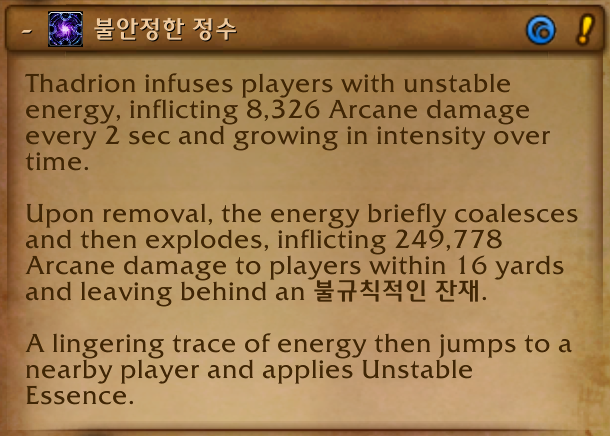 - 불안정한 정수
Thadrion infuses players with unstable
energy, inflicting 8,326 Arcane damage
every 2 sec and growing in intensity over
time.
Upon removal, the energy briefly coalesces
and then explodes, inflicting 249,778
Arcane damage to players within 16 yards
and leaving behind an 불규칙적인 잔재.
A lingering trace of energy then jumps to a
nearby player and applies Unstable
Essence.